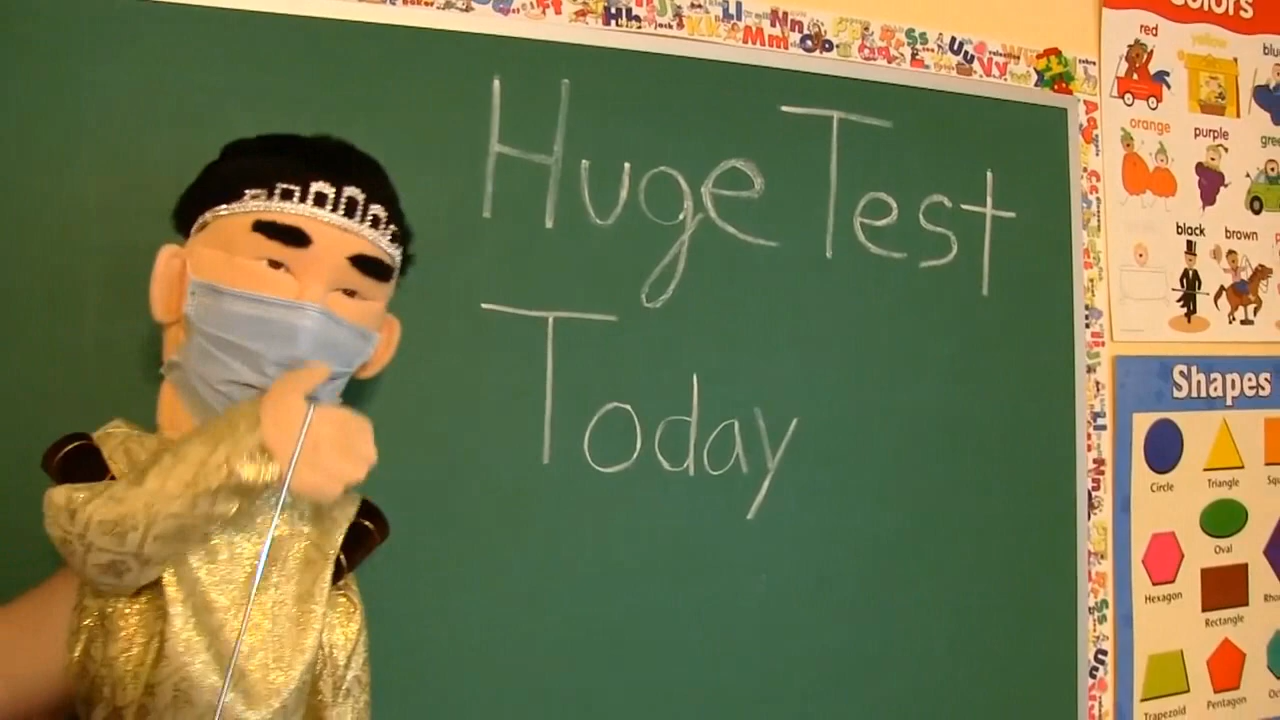 Huge Test
Today
Colors
red
yellow
orange
purple
black
brown
Shapes
Circle
Triangle
Oval
Hexagon
Rectangle
Trapezoid
Pentagon